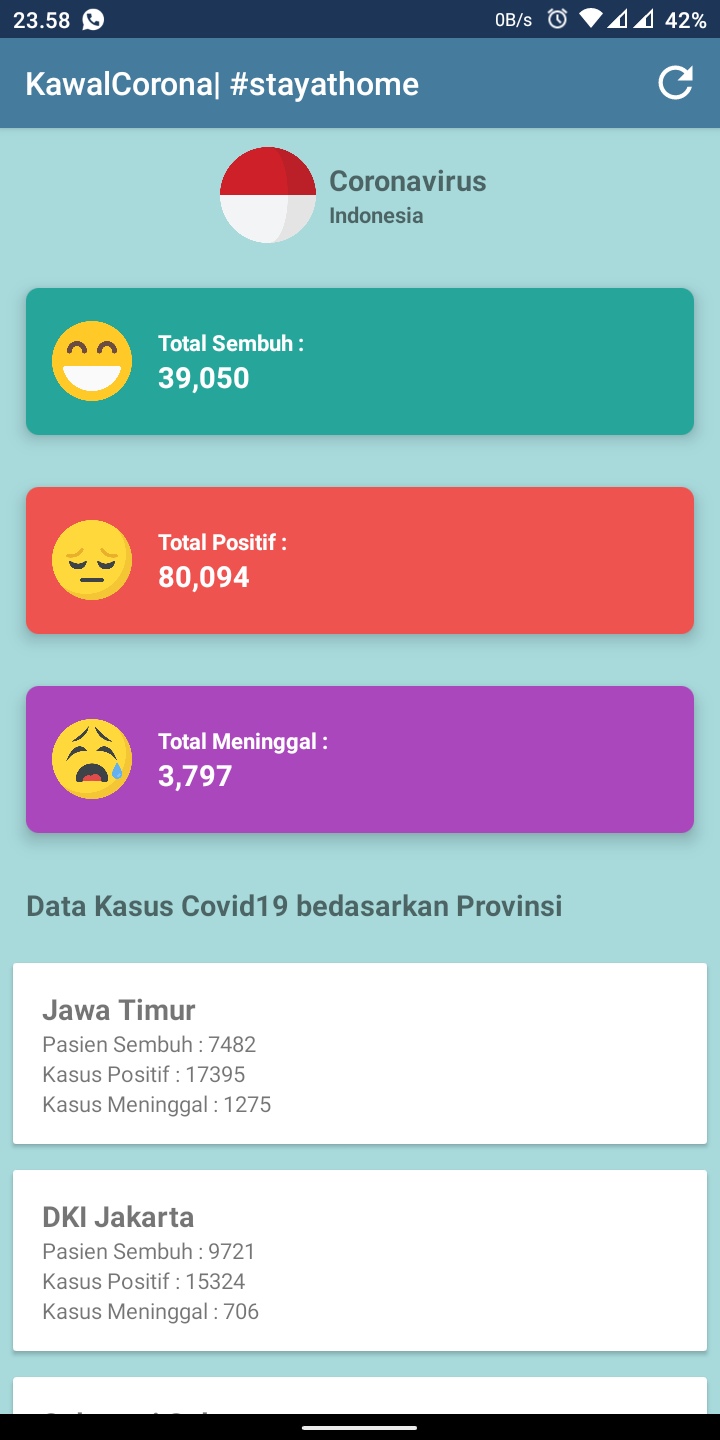 23.58 0B/s 42%
KawalCorona| #stayathome
Coronavirus
Indonesia
Total Sembuh :
39,050
Total Positif :
80,094
Total Meninggal :
3,797
Data Kasus Covid19 bedasarkan Provinsi
Jawa Timur
Pasien Sembuh : 7482
Kasus Positif : 17395
Kasus Meninggal : 1275
DKI Jakarta
Pasien Sembuh : 9721
Kasus Positif : 15324
Kasus Meninggal : 706